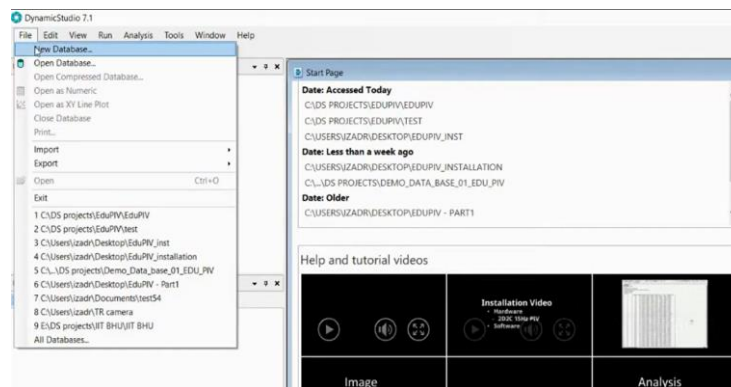 DynamicStudio 7.1
File Edit View Run Analysis Tools Window Help
New Database...
Open Database...
Open Compressed Database...
Open as Numeric
Open as XY Line Plot
Close Database
Print...
Import
Export
Open Ctrl+O
Exit
1 C:\DS projects\EduPIV\EduPIV
2 C:\DS projects\EduPIV\test
3 C:\Users\izadr\Desktop\EduPIV_inst
4 C:\Users\izadr\Desktop\EduPIV_installation
5 C:\...\DS projects\Demo_Data_base_01_EDU_PIV
6 C:\Users\izadr\Desktop\EduPIV - Part1
7 C:\Users\izadr\Documents\test54
8 C:\Users\izadr\TR camera
9 E:\DS projects\IIT BHU\IIT BHU
All Databases...
Start Page
Date: Accessed Today
C:\DS PROJECTS\EDUPIV\EDUPIV
C:\DS PROJECTS\EDUPIV\TEST
C:\USERS\IZADR\DESKTOP\EDUPIV_INST
Date: Less than a week ago
C:\USERS\IZADR\DESKTOP\EDUPIV_INSTALLATION
C:\...\DS PROJECTS\DEMO_DATA_BASE_01_EDU_PIV
Date: Older
C:\USERS\IZADR\DESKTOP\EDUPIV - PART1
Help and tutorial videos
Installation Video
Hardware
- 2D2C 15Hz PIV
Software
Image
Analysis